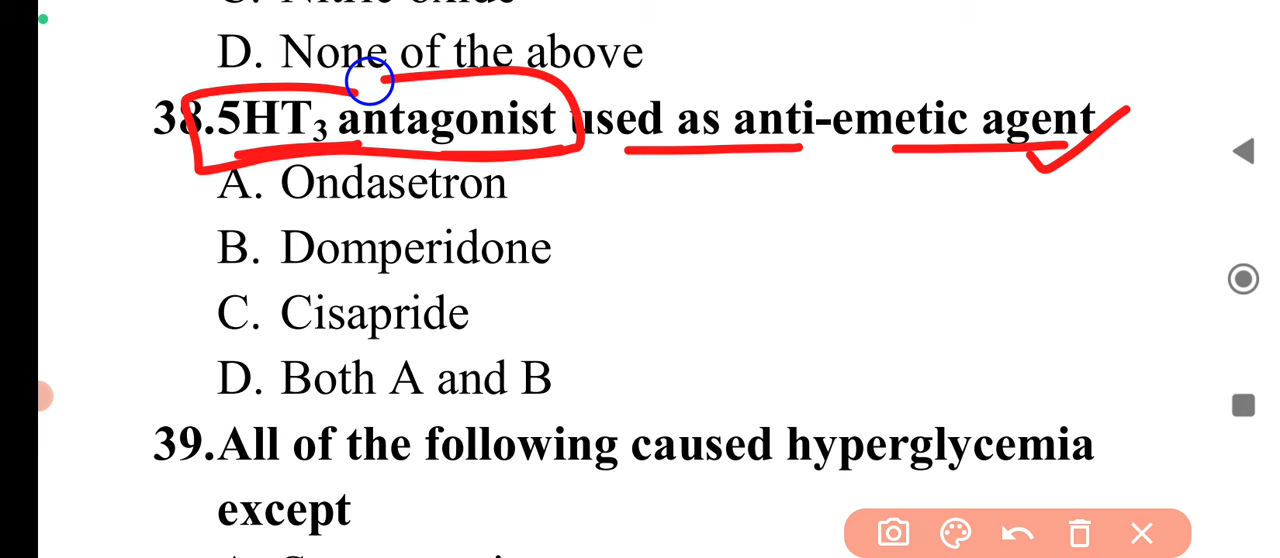 D. None of the above
38.5HT₃ antagonist used as anti-emetic agent
A. Ondasetron
B. Domperidone
C. Cisapride
D. Both A and B
39.All of the following caused hyperglycemia
except